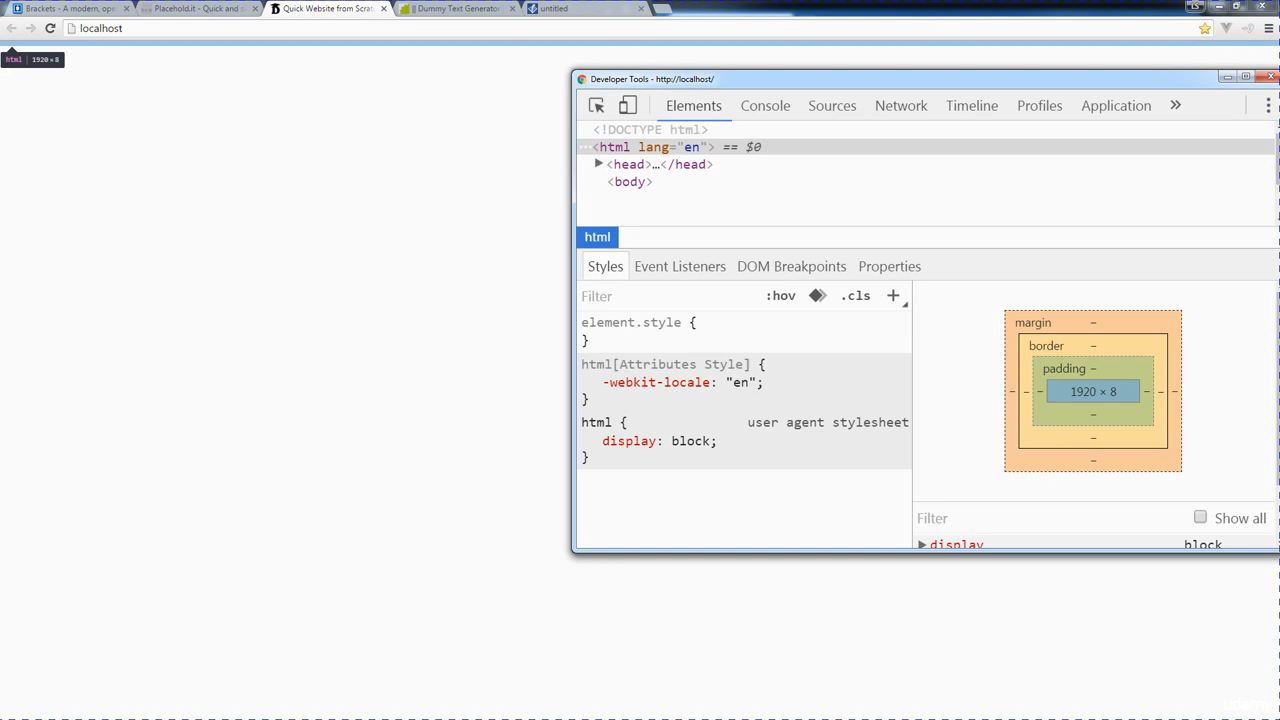 Brackets - A modern, ope
Placehold.it - Quick and s
Quick Website from Scrat
Dummy Text Generator
untitled
localhost
html 1920 × 8
Developer Tools - http://localhost/
Elements Console Sources Network Timeline Profiles Application »
<!DOCTYPE html>
···<html lang="en"> == $0
▶<head>…</head>
<body>
html
Styles Event Listeners DOM Breakpoints Properties
Filter :hov .cls +
element.style {
}
html[Attributes Style] {
-webkit-locale: "en";
}
html { user agent stylesheet
display: block;
}
margin –
border –
padding –
– – – 1920 × 8 – – –
–
–
–
Filter Show all
▶display block